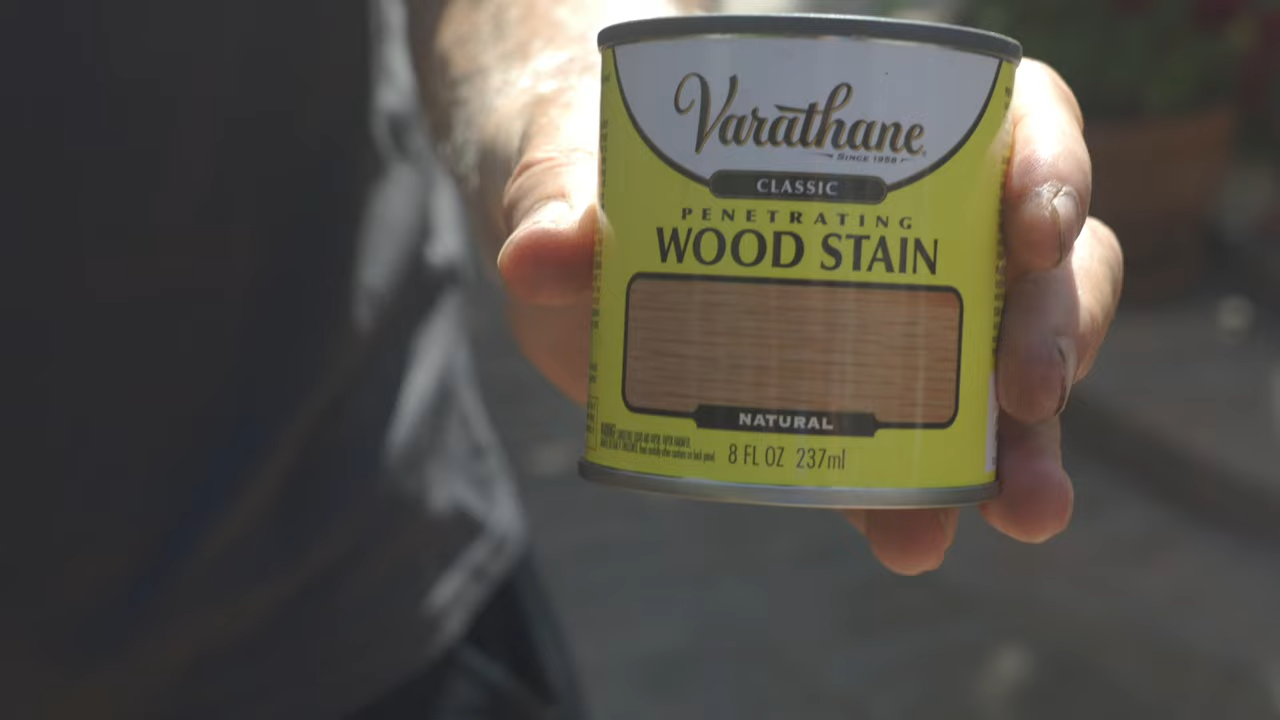 Varathane
SINCE 1958
CLASSIC
PENETRATING
WOOD STAIN
NATURAL
8 FL OZ 237ml